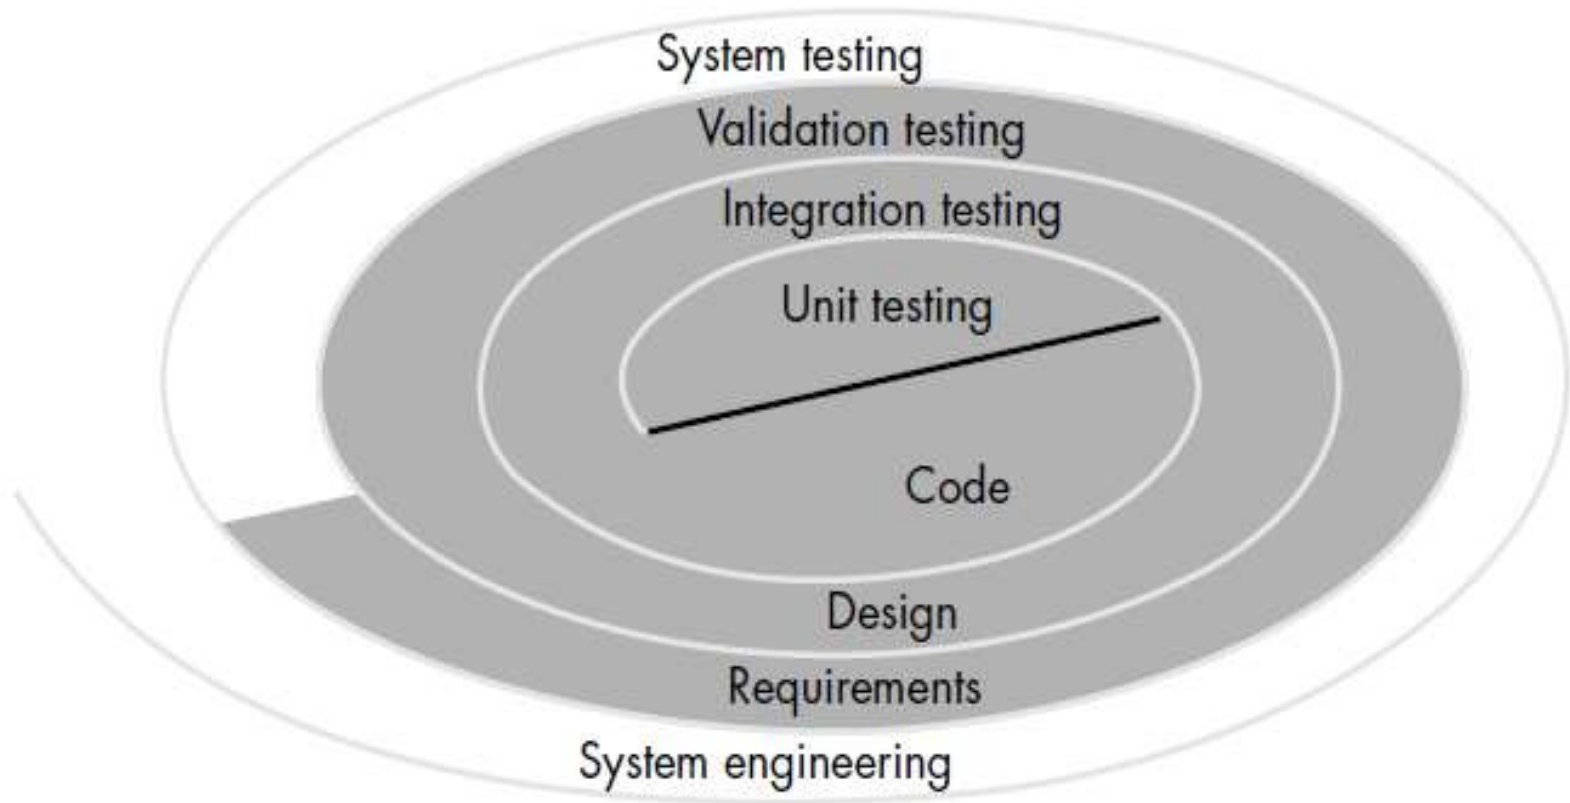 System testing
Validation testing
Integration testing
Unit testing
Code
Design
Requirements
System engineering